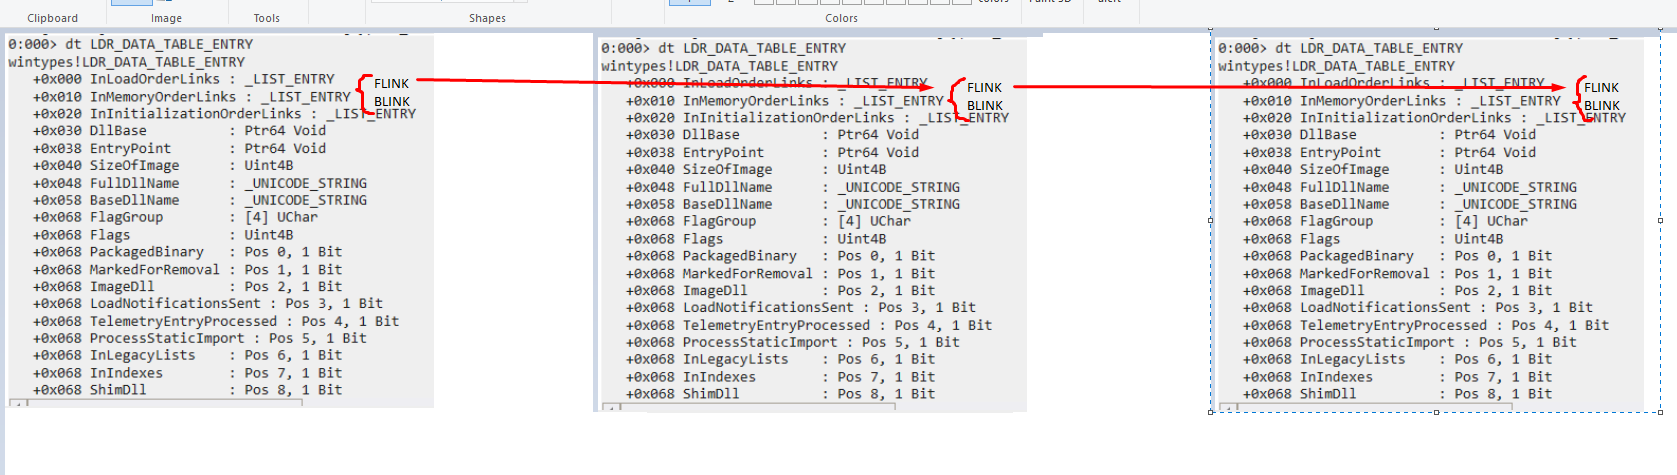 Clipboard
Image
Tools
Shapes
Colors
0:000> dt LDR_DATA_TABLE_ENTRY
wintypes!LDR_DATA_TABLE_ENTRY
+0x000 InLoadOrderLinks : _LIST_ENTRY
FLINK
+0x010 InMemoryOrderLinks : _LIST_ENTRY
BLINK
+0x020 InInitializationOrderLinks : _LIST_ENTRY
+0x030 DllBase : Ptr64 Void
+0x038 EntryPoint : Ptr64 Void
+0x040 SizeOfImage : Uint4B
+0x048 FullDllName : _UNICODE_STRING
+0x058 BaseDllName : _UNICODE_STRING
+0x068 FlagGroup : [4] UChar
+0x068 Flags : Uint4B
+0x068 PackagedBinary : Pos 0, 1 Bit
+0x068 MarkedForRemoval : Pos 1, 1 Bit
+0x068 ImageDll : Pos 2, 1 Bit
+0x068 LoadNotificationsSent : Pos 3, 1 Bit
+0x068 TelemetryEntryProcessed : Pos 4, 1 Bit
+0x068 ProcessStaticImport : Pos 5, 1 Bit
+0x068 InLegacyLists : Pos 6, 1 Bit
+0x068 InIndexes : Pos 7, 1 Bit
+0x068 ShimDll : Pos 8, 1 Bit
0:000> dt LDR_DATA_TABLE_ENTRY
wintypes!LDR_DATA_TABLE_ENTRY
+0x000 InLoadOrderLinks : _LIST_ENTRY
FLINK
+0x010 InMemoryOrderLinks : _LIST_ENTRY
BLINK
+0x020 InInitializationOrderLinks : _LIST_ENTRY
+0x030 DllBase : Ptr64 Void
+0x038 EntryPoint : Ptr64 Void
+0x040 SizeOfImage : Uint4B
+0x048 FullDllName : _UNICODE_STRING
+0x058 BaseDllName : _UNICODE_STRING
+0x068 FlagGroup : [4] UChar
+0x068 Flags : Uint4B
+0x068 PackagedBinary : Pos 0, 1 Bit
+0x068 MarkedForRemoval : Pos 1, 1 Bit
+0x068 ImageDll : Pos 2, 1 Bit
+0x068 LoadNotificationsSent : Pos 3, 1 Bit
+0x068 TelemetryEntryProcessed : Pos 4, 1 Bit
+0x068 ProcessStaticImport : Pos 5, 1 Bit
+0x068 InLegacyLists : Pos 6, 1 Bit
+0x068 InIndexes : Pos 7, 1 Bit
+0x068 ShimDll : Pos 8, 1 Bit
0:000> dt LDR_DATA_TABLE_ENTRY
wintypes!LDR_DATA_TABLE_ENTRY
+0x000 InLoadOrderLinks : _LIST_ENTRY
FLINK
+0x010 InMemoryOrderLinks : _LIST_ENTRY
BLINK
+0x020 InInitializationOrderLinks : _LIST_ENTRY
+0x030 DllBase : Ptr64 Void
+0x038 EntryPoint : Ptr64 Void
+0x040 SizeOfImage : Uint4B
+0x048 FullDllName : _UNICODE_STRING
+0x058 BaseDllName : _UNICODE_STRING
+0x068 FlagGroup : [4] UChar
+0x068 Flags : Uint4B
+0x068 PackagedBinary : Pos 0, 1 Bit
+0x068 MarkedForRemoval : Pos 1, 1 Bit
+0x068 ImageDll : Pos 2, 1 Bit
+0x068 LoadNotificationsSent : Pos 3, 1 Bit
+0x068 TelemetryEntryProcessed : Pos 4, 1 Bit
+0x068 ProcessStaticImport : Pos 5, 1 Bit
+0x068 InLegacyLists : Pos 6, 1 Bit
+0x068 InIndexes : Pos 7, 1 Bit
+0x068 ShimDll : Pos 8, 1 Bit